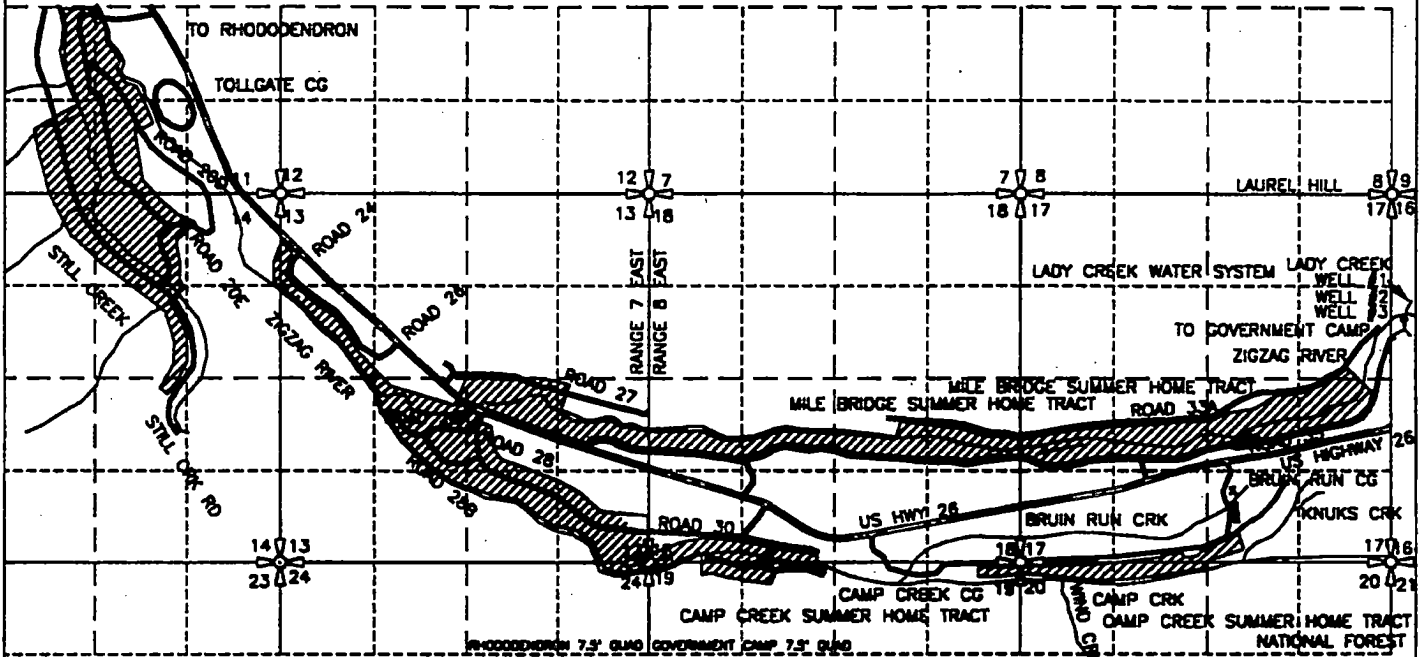 TO RHODODENDRON
TOLLGATE CG
ROAD 20D
11 12
14 13
12 7
13 18
7 8
18 17
LAUREL HILL
8 9
17 16
ROAD 24
STILL CREEK
ROAD 20E
ZIGZAG RIVER
ROAD 26
RANGE 7 EAST
RANGE 8 EAST
LADY CREEK WATER SYSTEM
LADY CREEK
WELL 1
WELL 2
WELL 3
TO GOVERNMENT CAMP
ZIGZAG RIVER
ROAD 27
MILE BRIDGE SUMMER HOME TRACT
MILE BRIDGE SUMMER HOME TRACT
ROAD 33A
STILL CRK RD
ROAD 28
ROAD 28B
US HIGHWAY 26
BRUIN RUN CG
ROAD 30
US HWY 26
BRUIN RUN CRK
KNUKS CRK
14 13
23 24
24 19
18 17
19 20
17 16
20 21
CAMP CREEK CG
CAMP CRK
WIND
CAMP CREEK SUMMER HOME TRACT
CAMP CREEK SUMMER HOME TRACT
NATIONAL FOREST
RHODODENDRON 7.5' QUAD
GOVERNMENT CAMP 7.5' QUAD